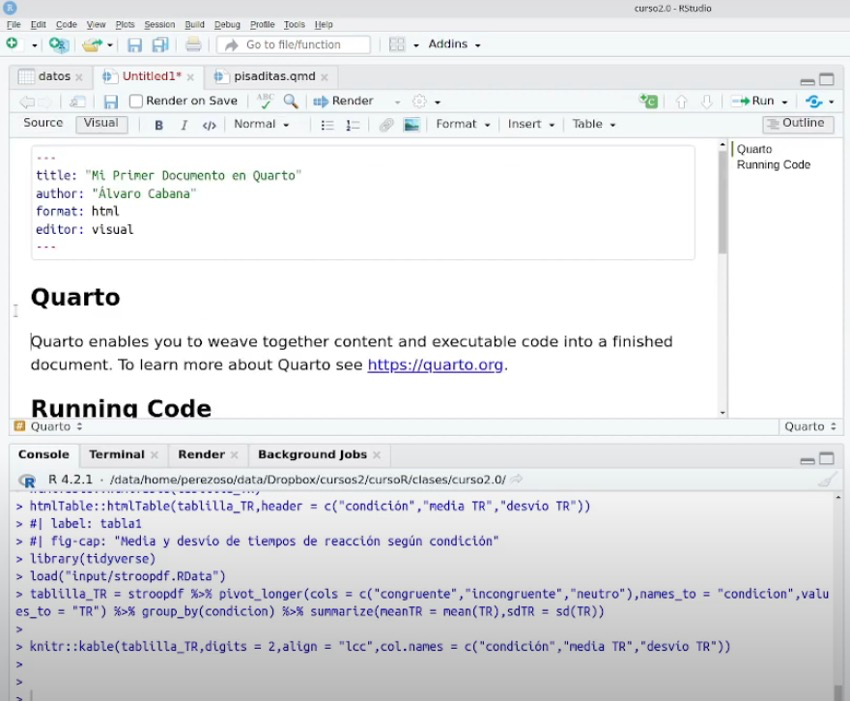 curso2.0 - RStudio
File Edit Code View Plots Session Build Debug Profile Tools Help
Go to file/function Addins
datos Untitled1* pisaditas.qmd
Render on Save ABC Render Run
Source Visual B I </> Normal Format Insert Table Outline
---
title: "Mi Primer Documento en Quarto"
author: "Álvaro Cabana"
format: html
editor: visual
---
Quarto
Running Code
Quarto
Quarto enables you to weave together content and executable code into a finished
document. To learn more about Quarto see https://quarto.org.
Running Code
Quarto Quarto
Console Terminal Render Background Jobs
R 4.2.1 · /data/home/perezoso/data/Dropbox/cursos2/cursoR/clases/curso2.0/
> htmlTable::htmlTable(tablilla_TR,header = c("condición","media TR","desvio TR"))
> #| label: tabla1
> #| fig-cap: "Media y desvío de tiempos de reacción según condición"
> library(tidyverse)
> load("input/stroopdf.RData")
> tablilla_TR = stroopdf %>% pivot_longer(cols = c("congruente","incongruente","neutro"),names_to = "condicion",valu
es_to = "TR") %>% group_by(condicion) %>% summarize(meanTR = mean(TR),sdTR = sd(TR))
>
> knitr::kable(tablilla_TR,digits = 2,align = "lcc",col.names = c("condición","media TR","desvío TR"))
>
>
>